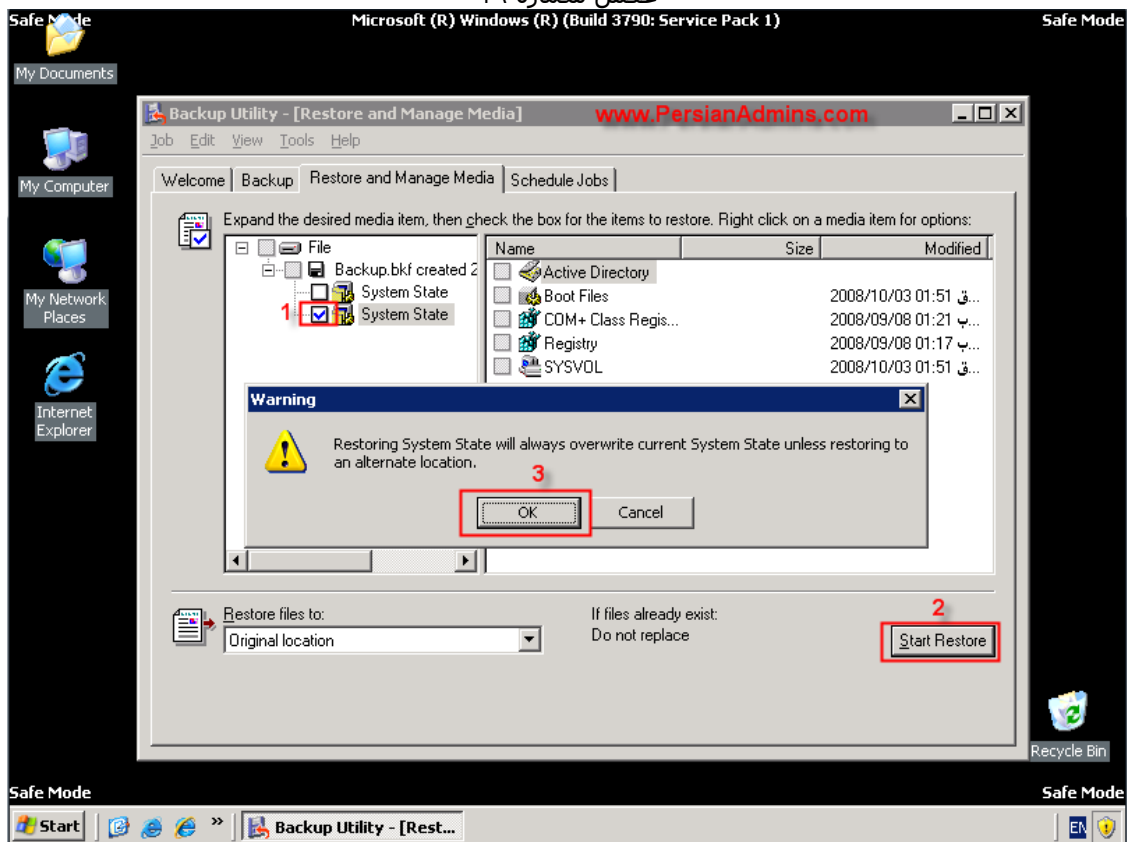 Safe Mode
Microsoft (R) Windows (R) (Build 3790: Service Pack 1)
Safe Mode
My Documents
Backup Utility - [Restore and Manage Media]
www.PersianAdmins.com
Job Edit View Tools Help
My Computer
Welcome
Backup
Restore and Manage Media
Schedule Jobs
Expand the desired media item, then check the box for the items to restore. Right click on a media item for options:
File
Backup.bkf created 2
System State
1
System State
Name
Size
Modified
Active Directory
Boot Files
2008/10/03 01:51 ق...
COM+ Class Regis...
2008/09/08 01:21 ب...
Registry
2008/09/08 01:17 ب...
SYSVOL
2008/10/03 01:51 ق...
My Network
Places
Internet
Explorer
Warning
Restoring System State will always overwrite current System State unless restoring to
an alternate location.
3
OK
Cancel
Restore files to:
Original location
If files already exist:
Do not replace
2
Start Restore
Recycle Bin
Safe Mode
Safe Mode
Start
»
Backup Utility - [Rest...
EN